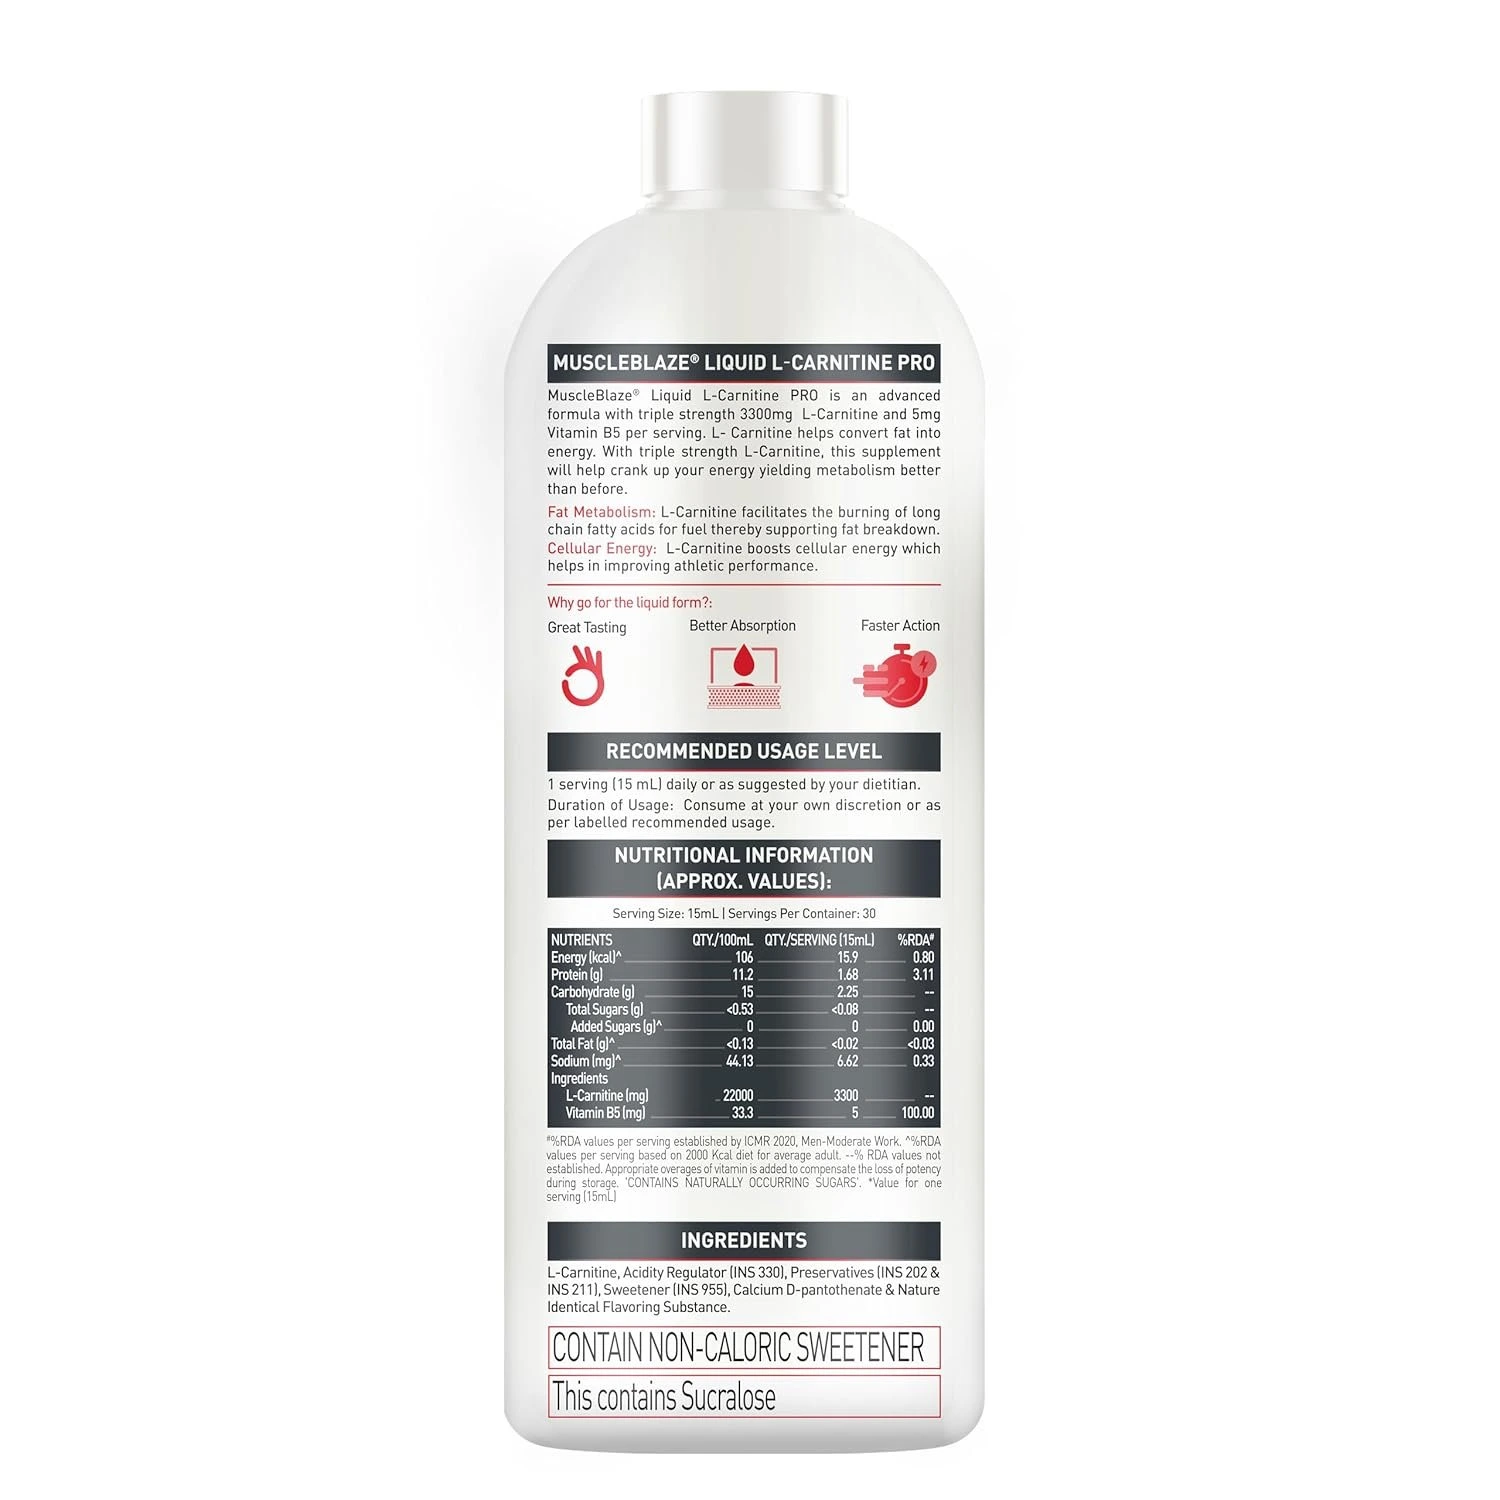 MUSCLEBLAZE® LIQUID L-CARNITINE PRO
MuscleBlaze® Liquid L-Carnitine PRO is an advanced
formula with triple strength 3300mg L-Carnitine and 5mg
Vitamin B5 per serving. L- Carnitine helps convert fat into
energy. With triple strength L-Carnitine, this supplement
will help crank up your energy yielding metabolism better
than before.
Fat Metabolism: L-Carnitine facilitates the burning of long
chain fatty acids for fuel thereby supporting fat breakdown.
Cellular Energy: L-Carnitine boosts cellular energy which
helps in improving athletic performance.
Why go for the liquid form?:
Great Tasting Better Absorption Faster Action
RECOMMENDED USAGE LEVEL
1 serving (15 mL) daily or as suggested by your dietitian.
Duration of Usage: Consume at your own discretion or as
per labelled recommended usage.
NUTRITIONAL INFORMATION
(APPROX. VALUES):
Serving Size: 15mL | Servings Per Container: 30
NUTRIENTS QTY./100mL QTY./SERVING (15mL) %RDA#
Energy (kcal)^ 106 15.9 0.80
Protein (g) 11.2 1.68 3.11
Carbohydrate (g) 15 2.25 --
Total Sugars (g) <0.53 <0.08 --
Added Sugars (g)^ 0 0 0.00
Total Fat (g)^ <0.13 <0.02 <0.03
Sodium (mg)^ 44.13 6.62 0.33
Ingredients
L-Carnitine (mg) 22000 3300 --
Vitamin B5 (mg) 33.3 5 100.00
#%RDA values per serving established by ICMR 2020, Men-Moderate Work. ^%RDA
values per serving based on 2000 Kcal diet for average adult. --% RDA values not
established. Appropriate overages of vitamin is added to compensate the loss of potency
during storage. 'CONTAINS NATURALLY OCCURRING SUGARS'. *Value for one
serving (15mL)
INGREDIENTS
L-Carnitine, Acidity Regulator (INS 330), Preservatives (INS 202 &
INS 211), Sweetener (INS 955), Calcium D-pantothenate & Nature
Identical Flavoring Substance.
CONTAIN NON-CALORIC SWEETENER
This contains Sucralose